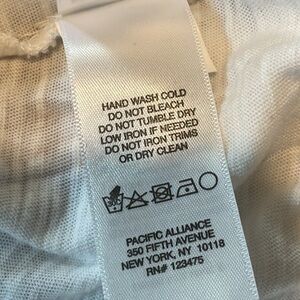 HAND WASH COLD
DO NOT BLEACH
DO NOT TUMBLE DRY
LOW IRON IF NEEDED
DO NOT IRON TRIMS
OR DRY CLEAN
PACIFIC ALLIANCE
350 FIFTH AVENUE
NEW YORK, NY 10118
RN# 123475